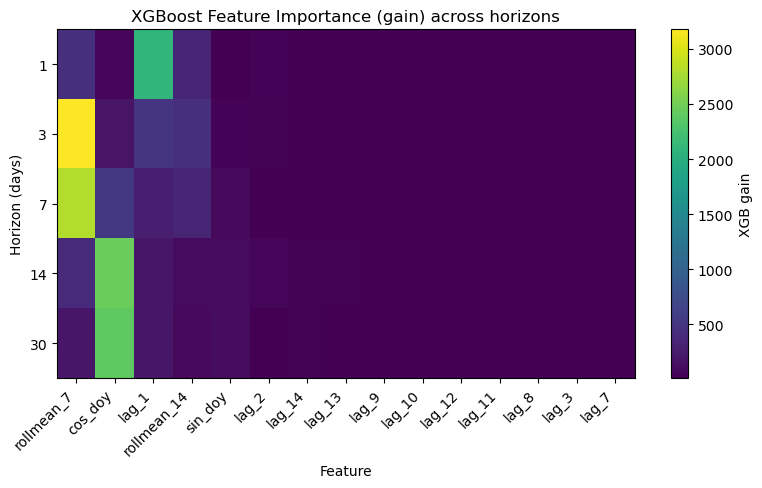 XGBoost Feature Importance (gain) across horizons
Horizon (days)
1
3
7
14
30
rollmean_7
cos_doy
lag_1
rollmean_14
sin_doy
lag_2
lag_14
lag_13
lag_9
lag_10
lag_12
lag_11
lag_8
lag_3
lag_7
Feature
3000
2500
2000
1500
1000
500
XGB gain